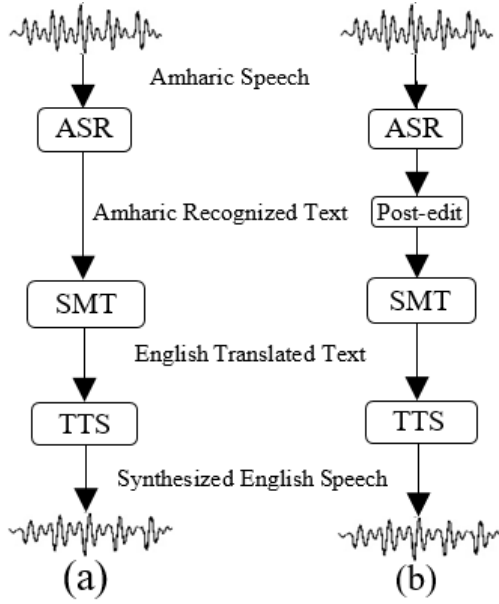 Amharic Speech
ASR
ASR
Amharic Recognized Text
Post-edit
SMT
SMT
English Translated Text
TTS
TTS
Synthesized English Speech
(a)
(b)